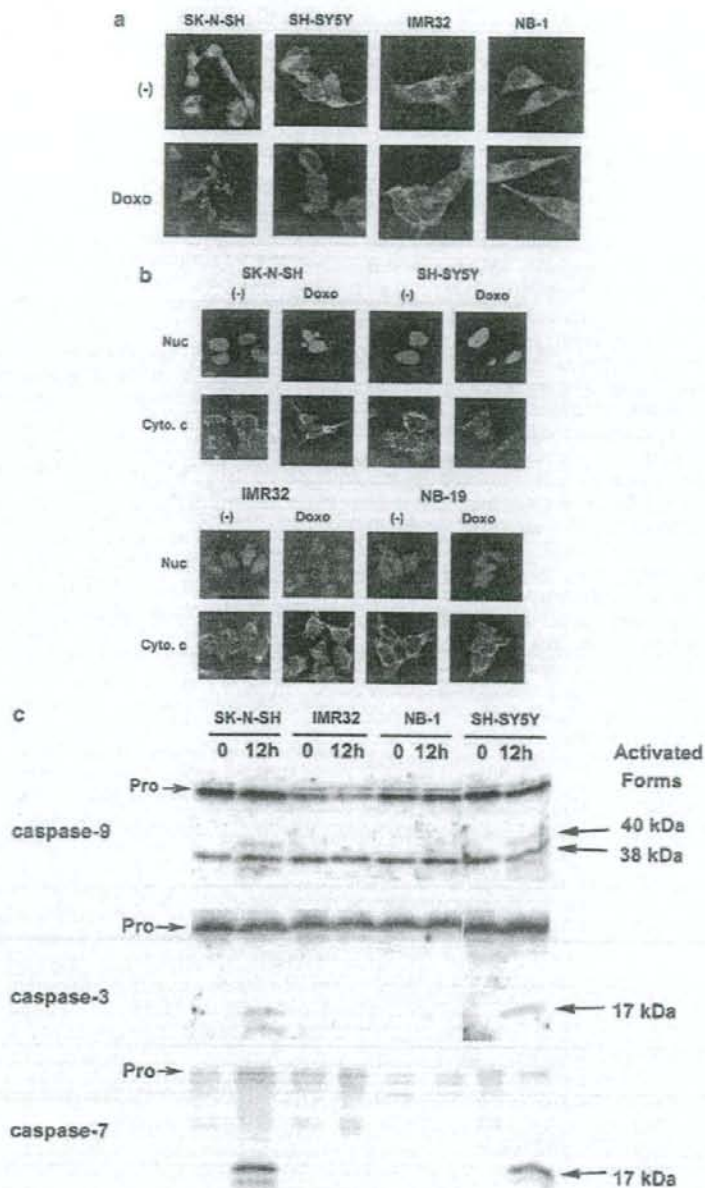 a
SK-N-SH SH-SY5Y IMR32 NB-1
(-)
Doxo
b
SK-N-SH SH-SY5Y
(-) Doxo (-) Doxo
Nuc
Cyto. c
IMR32 NB-19
(-) Doxo (-) Doxo
Nuc
Cyto. c
c
SK-N-SH IMR32 NB-1 SH-SY5Y
0 12h 0 12h 0 12h 0 12h
Activated
Forms
Pro
caspase-9
40 kDa
38 kDa
Pro
caspase-3
17 kDa
Pro
caspase-7
17 kDa